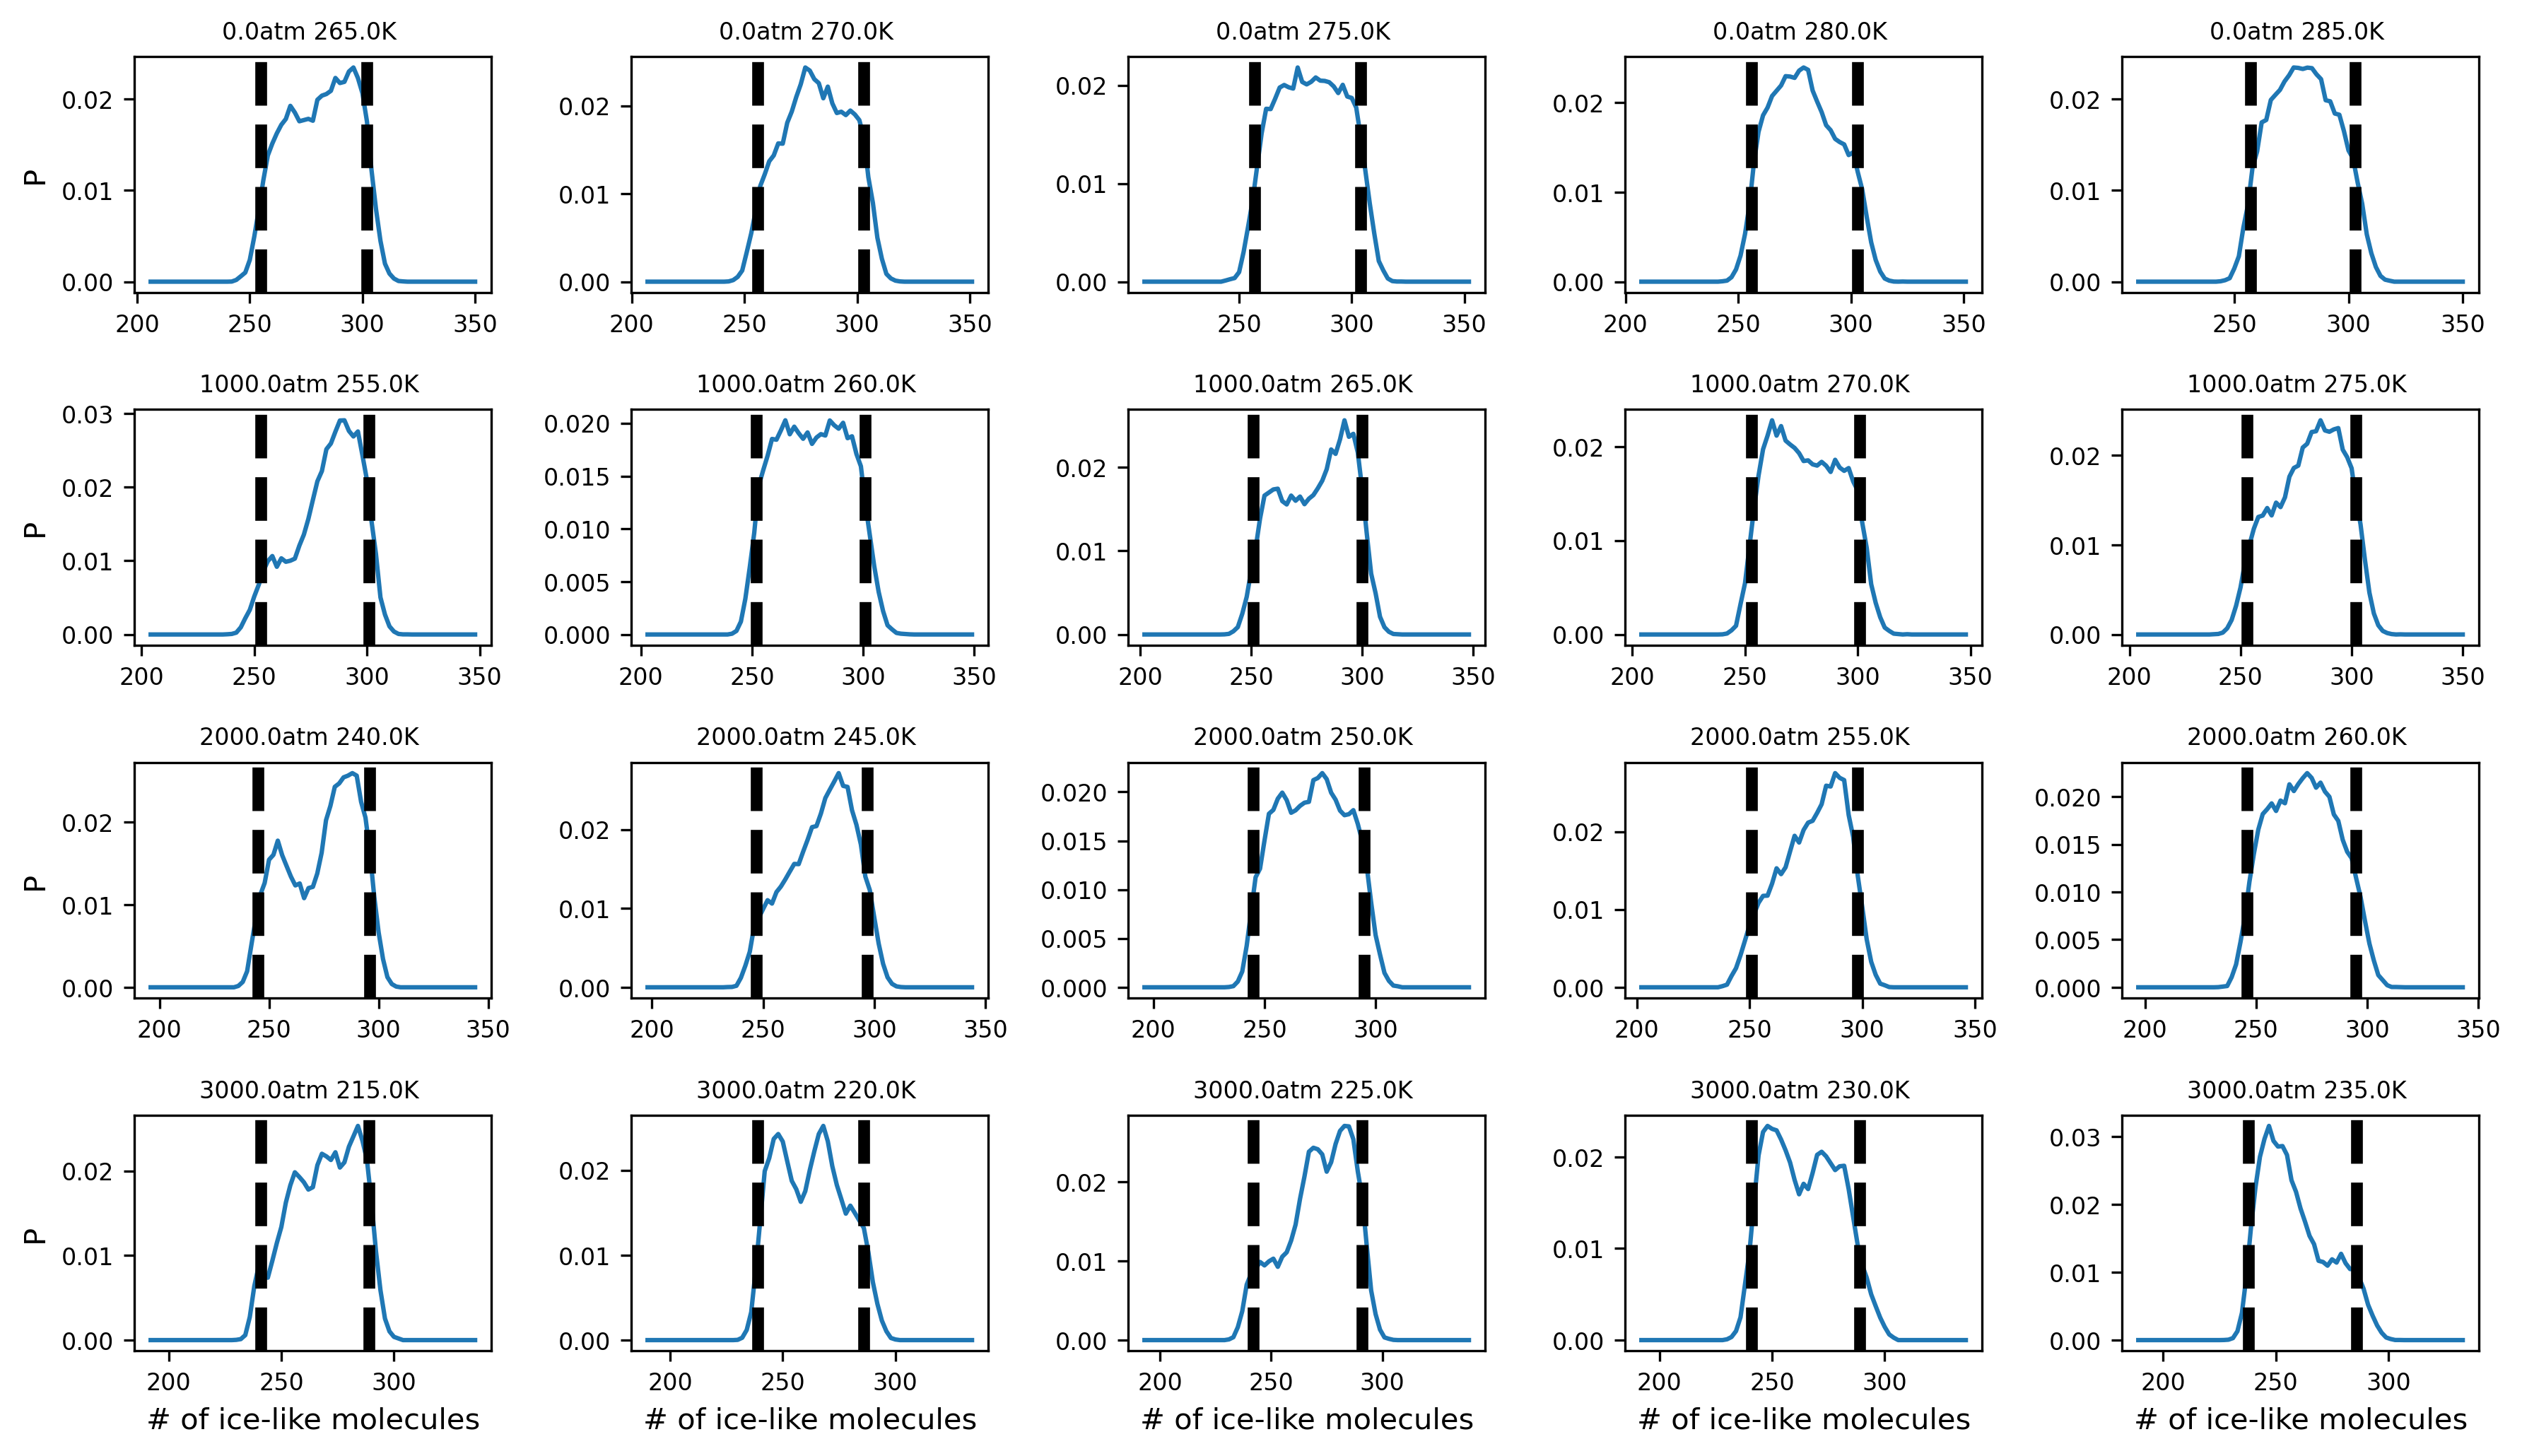 0.0atm 265.0K 0.0atm 270.0K 0.0atm 275.0K 0.0atm 280.0K 0.0atm 285.0K
P
0.02 0.02 0.02 0.02 0.02
0.01 0.01 0.01 0.01 0.01
0.00 0.00 0.00 0.00 0.00
200 250 300 350 200 250 300 350 250 300 350 200 250 300 350 250 300 350
1000.0atm 255.0K 1000.0atm 260.0K 1000.0atm 265.0K 1000.0atm 270.0K 1000.0atm 275.0K
P
0.03 0.020 0.02 0.02 0.02
0.02 0.015 0.01 0.01 0.01
0.01 0.010 0.00 0.00 0.00
0.00 0.005
0.000
200 250 300 350 200 250 300 350 200 250 300 350 200 250 300 350 200 250 300 350
2000.0atm 240.0K 2000.0atm 245.0K 2000.0atm 250.0K 2000.0atm 255.0K 2000.0atm 260.0K
P
0.02 0.02 0.020 0.02 0.020
0.01 0.01 0.015 0.01 0.015
0.00 0.00 0.010 0.00 0.010
0.005 0.005
0.000 0.000
200 250 300 350 200 250 300 350 200 250 300 200 250 300 350 200 250 300 350
3000.0atm 215.0K 3000.0atm 220.0K 3000.0atm 225.0K 3000.0atm 230.0K 3000.0atm 235.0K
P
0.02 0.02 0.02 0.02 0.03
0.01 0.01 0.01 0.01 0.02
0.00 0.00 0.00 0.00 0.01
0.00
200 250 300 200 250 300 200 250 300 200 250 300 200 250 300
# of ice-like molecules # of ice-like molecules # of ice-like molecules # of ice-like molecules # of ice-like molecules